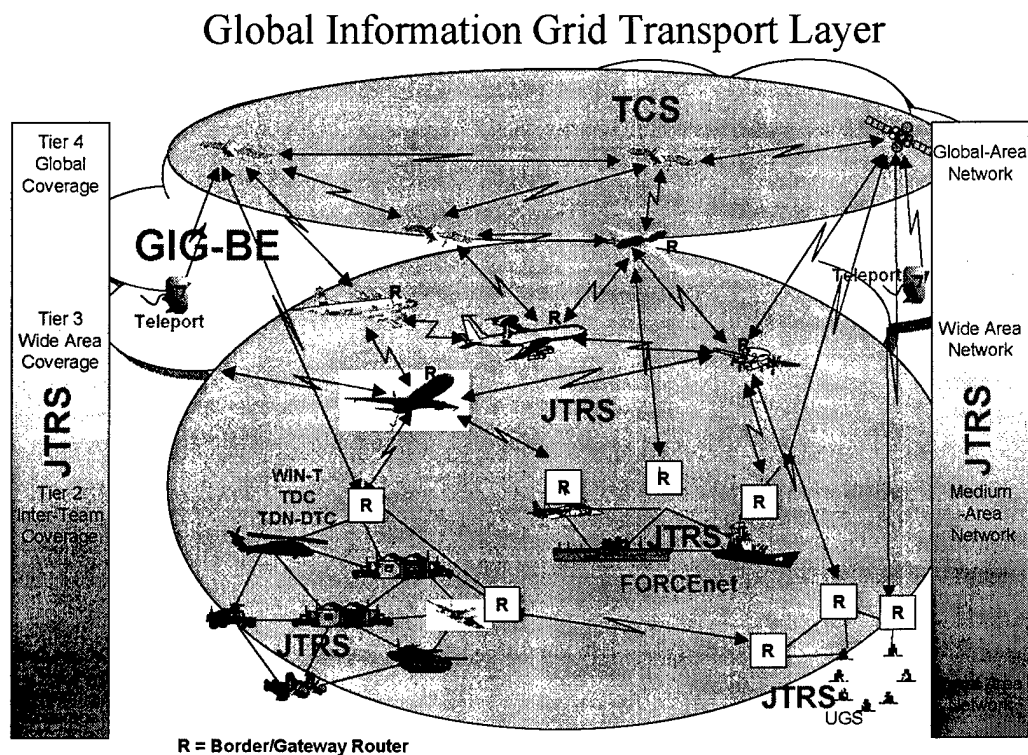 Global Information Grid Transport Layer
TCS
Tier 4
Global
Coverage
Global-Area
Network
GIG-BE
R
Teleport
Teleport
R
R
R
R
Tier 3
Wide Area
Coverage
Wide Area
Network
JTRS
JTRS
JTRS
WIN-T
TDC
TDN-DTC
R
R
R
R
Tier 2
Inter-Team
Coverage
Medium
-Area
Network
JTRS
FORCEnet
R
R
R
R
JTRS
JTRS
UGS
Area
Network
R = Border/Gateway Router